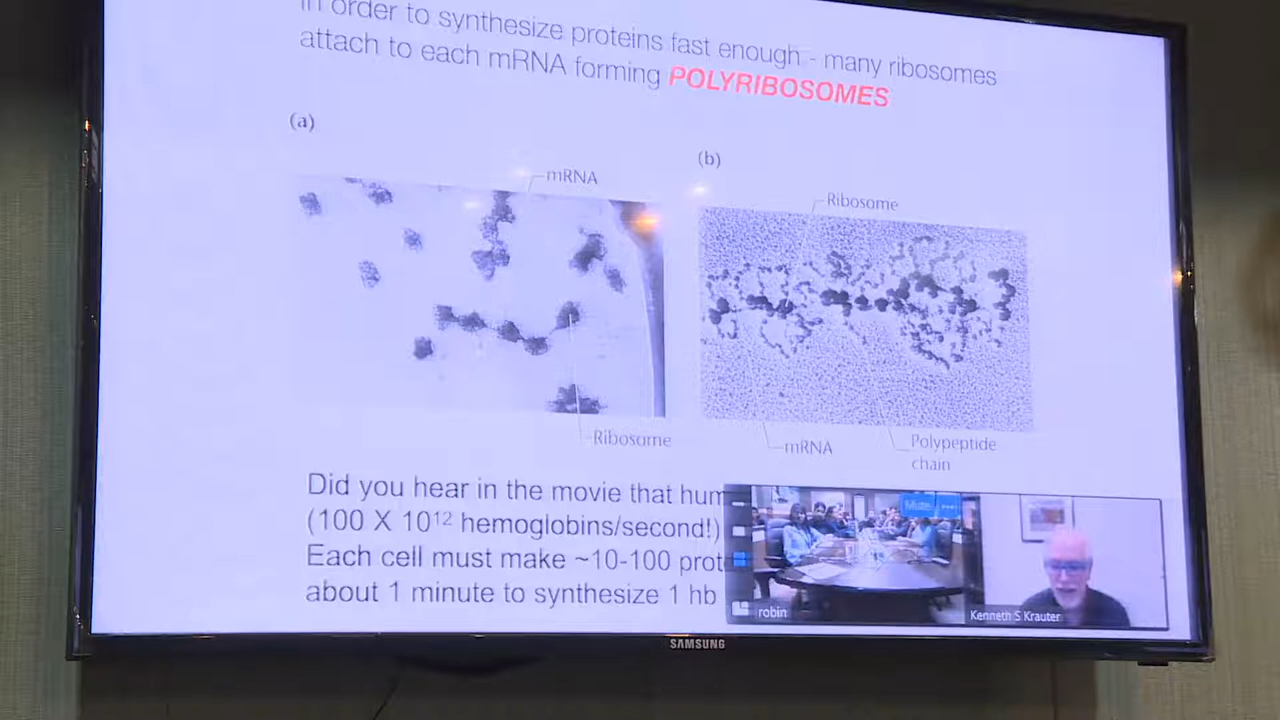 In order to synthesize proteins fast enough - many ribosomes
attach to each mRNA forming POLYRIBOSOMES
(a)
(b)
mRNA
Ribosome
Ribosome
mRNA
Polypeptide
chain
Did you hear in the movie that hum
(100 X 10¹² hemoglobins/second!)
Each cell must make ~10-100 prot
about 1 minute to synthesize 1 hb
Mute
robin
Kenneth S Krauter
SAMSUNG